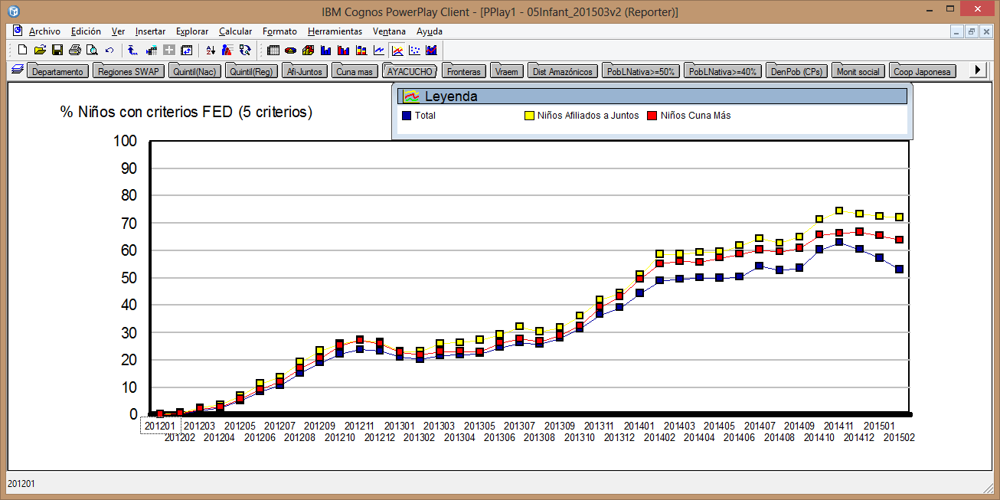 IBM Cognos PowerPlay Client - [PPlay1 - 05Infant_201503v2 (Reporter)]
Archivo Edición Ver Insertar Explorar Calcular Formato Herramientas Ventana Ayuda
Departamento Regiones SWAP Quintil(Nac) Quintil(Reg) Afi-Juntos Cuna mas AYACUCHO Fronteras Vraem Dist Amazónicos PobLNativa>=50% PobLNativa>=40% DenPob (CPs) Monit social Coop Japonesa
Leyenda
Total Niños Afiliados a Juntos Niños Cuna Más
% Niños con criterios FED (5 criterios)
100
90
80
70
60
50
40
30
20
10
0
201201 201203 201205 201207 201209 201211 201301 201303 201305 201307 201309 201311 201401 201403 201405 201407 201409 201411 201501
201202 201204 201206 201208 201210 201212 201302 201304 201306 201308 201310 201312 201402 201404 201406 201408 201410 201412 201502
201201